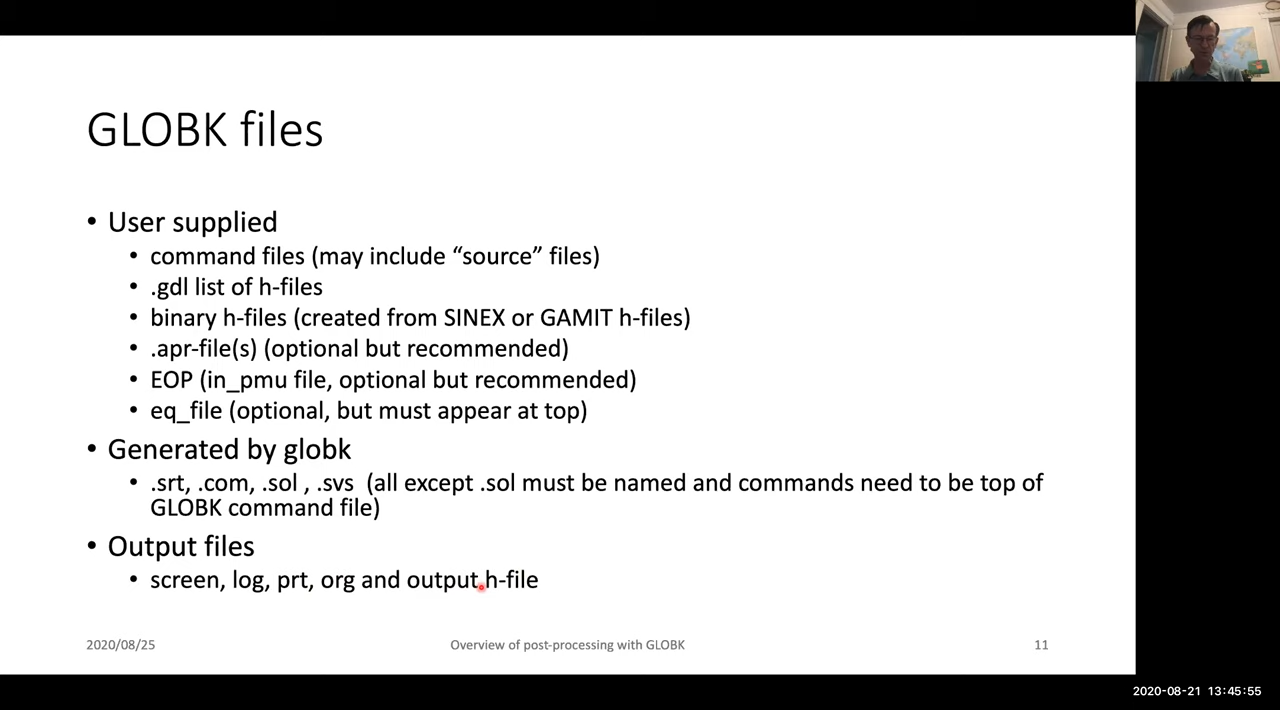 GLOBK files
• User supplied
• command files (may include “source” files)
• .gdl list of h-files
• binary h-files (created from SINEX or GAMIT h-files)
• .apr-file(s) (optional but recommended)
• EOP (in_pmu file, optional but recommended)
• eq_file (optional, but must appear at top)
• Generated by globk
• .srt, .com, .sol , .svs (all except .sol must be named and commands need to be top of
GLOBK command file)
• Output files
• screen, log, prt, org and output h-file
2020/08/25 Overview of post-processing with GLOBK 11
2020-08-21 13:45:55